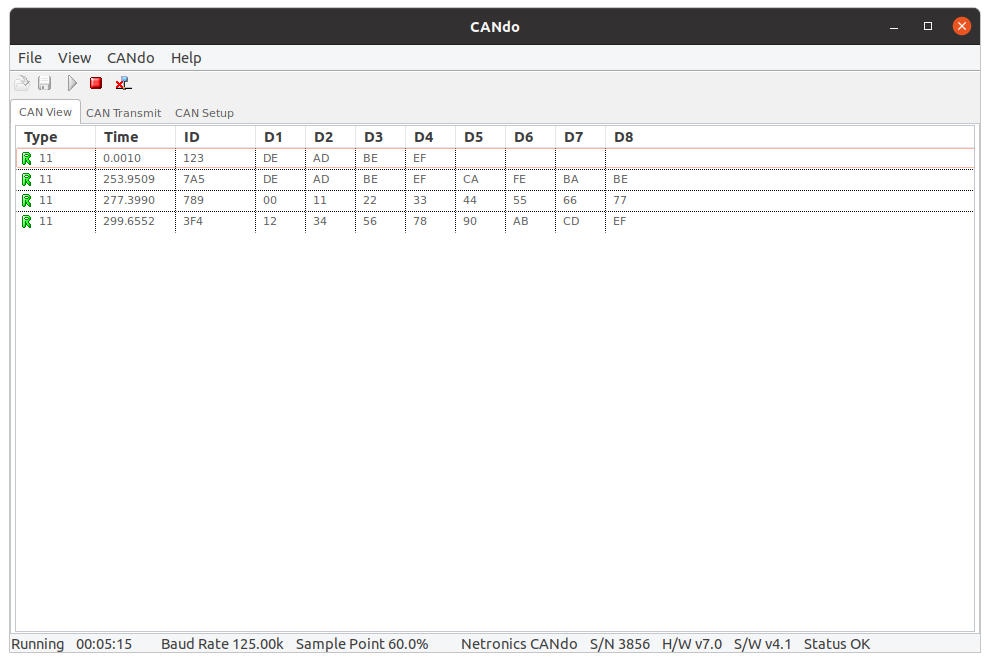 CANdo
File View CANdo Help
CAN View CAN Transmit CAN Setup
Type Time ID D1 D2 D3 D4 D5 D6 D7 D8
R 11 0.0010 123 DE AD BE EF
R 11 253.9509 7A5 DE AD BE EF CA FE BA BE
R 11 277.3990 789 00 11 22 33 44 55 66 77
R 11 299.6552 3F4 12 34 56 78 90 AB CD EF
Running 00:05:15 Baud Rate 125.00k Sample Point 60.0% Netronics CANdo S/N 3856 H/W v7.0 S/W v4.1 Status OK